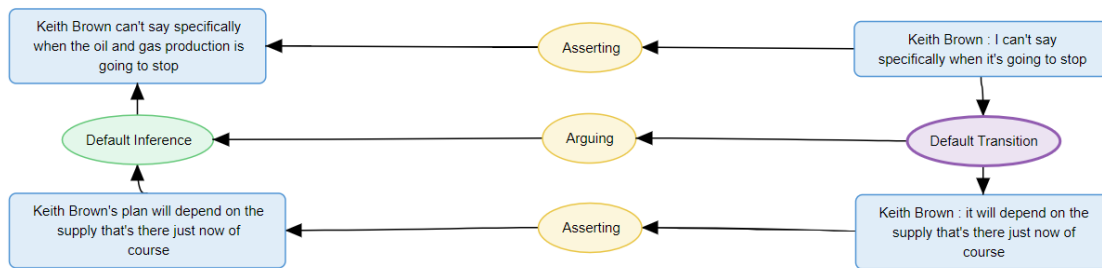 Keith Brown can't say specifically
when the oil and gas production is
going to stop
Asserting
Keith Brown : I can't say
specifically when it's going to stop
Default Inference
Arguing
Default Transition
Keith Brown's plan will depend on the
supply that's there just now of
course
Asserting
Keith Brown : it will depend on the
supply that's there just now of
course